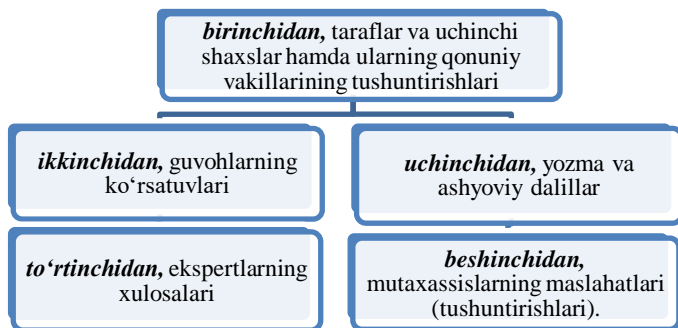 birinchidan, taraflar va uchinchi
shaxslar hamda ularning qonuniy
vakillarining tushuntirishlari
ikkinchidan, guvohlarning
ko‘rsatuvlari
uchinchidan, yozma va
ashyoviy dalillar
to‘rtinchidan, ekspertlarning
xulosalari
beshinchidan,
mutaxassislarning maslahatlari
(tushuntirishlari).